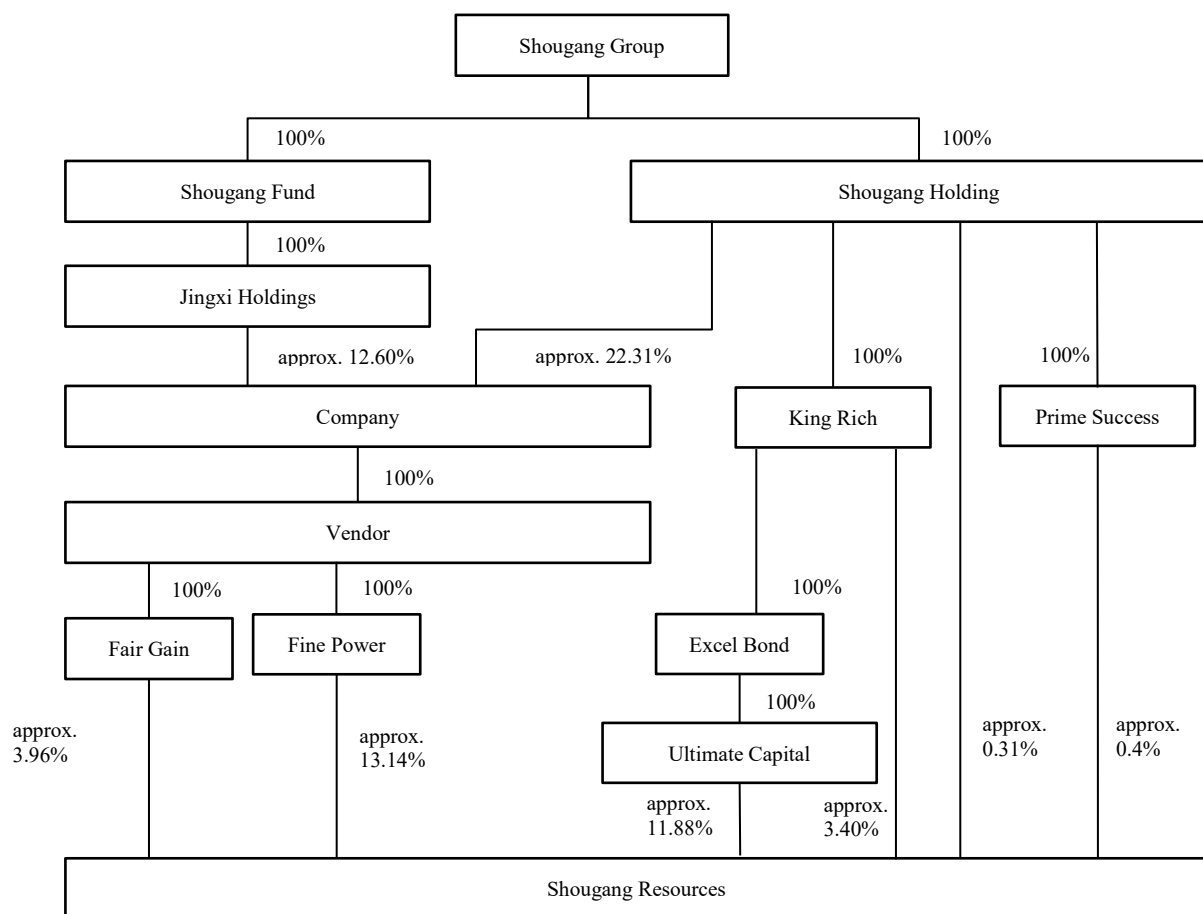 Shougang Group
100%
100%
Shougang Fund
Shougang Holding
100%
Jingxi Holdings
approx. 12.60%
approx. 22.31%
100%
100%
Company
King Rich
Prime Success
100%
Vendor
100%
100%
100%
Fair Gain
Fine Power
Excel Bond
100%
approx.
3.96%
approx.
13.14%
Ultimate Capital
approx.
0.31%
approx.
0.4%
approx.
11.88%
approx.
3.40%
Shougang Resources